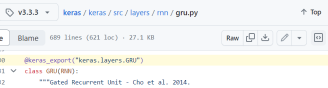 v3.3.3 keras / keras / src / layers / rnn / gru.py Top
Blame 689 lines (621 loc) · 27.1 KB Raw
@keras_export("keras.layers.GRU")
class GRU(RNN):
"""Gated Recurrent Unit - Cho et al. 2014.